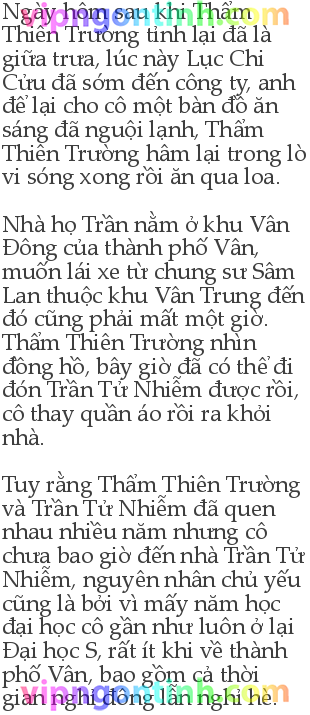 Ngày hôm sau khi Thẩm
Thiên Trường tỉnh lại đã là
giữa trưa, lúc này Lục Chi
Cửu đã sớm đến công ty, anh
để lại cho cô một bàn đồ ăn
sáng đã nguội lạnh, Thẩm
Thiên Trường hâm lại trong lò
vi sóng xong rồi ăn qua loa.

Nhà họ Trần nằm ở khu Vân
Đông của thành phố Vân,
muốn lái xe từ chung sư Sâm
Lan thuộc khu Vân Trung đến
đó cũng phải mất một giờ.
Thẩm Thiên Trường nhìn
đồng hồ, bây giờ đã có thể đi
đón Trần Tử Nhiễm được rồi,
cô thay quần áo rồi ra khỏi
nhà.

Tuy rằng Thẩm Thiên Trường
và Trần Tử Nhiễm đã quen
nhau nhiều năm nhưng cô
chưa bao giờ đến nhà Trần Tử
Nhiễm, nguyên nhân chủ yếu
cũng là bởi vì mấy năm học
đại học cô gần như luôn ở lại
Đại học S, rất ít khi về thành
phố Vân, bao gồm cả thời
gian nghỉ đông lẫn nghỉ hè.
vipngontinh.com
vipngontinh.com